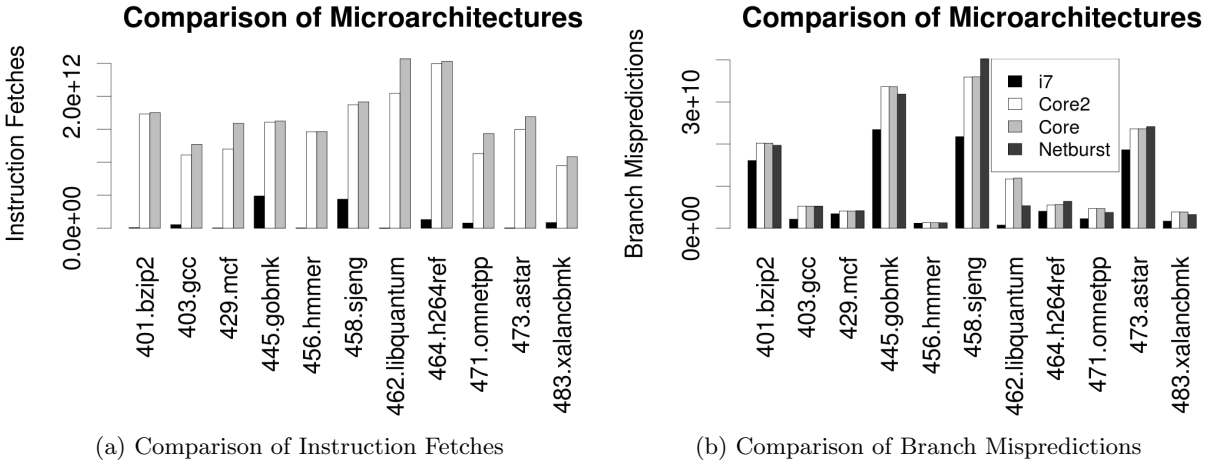 Comparison of Microarchitectures
Instruction Fetches
2.0e+12
0.0e+00
401.bzip2
403.gcc
429.mcf
445.gobmk
456.hmmer
458.sjeng
462.libquantum
464.h264ref
471.omnetpp
473.astar
483.xalancbmk
(a) Comparison of Instruction Fetches
Comparison of Microarchitectures
Branch Mispredictions
3e+10
0e+00
i7
Core2
Core
Netburst
401.bzip2
403.gcc
429.mcf
445.gobmk
456.hmmer
458.sjeng
462.libquantum
464.h264ref
471.omnetpp
473.astar
483.xalancbmk
(b) Comparison of Branch Mispredictions